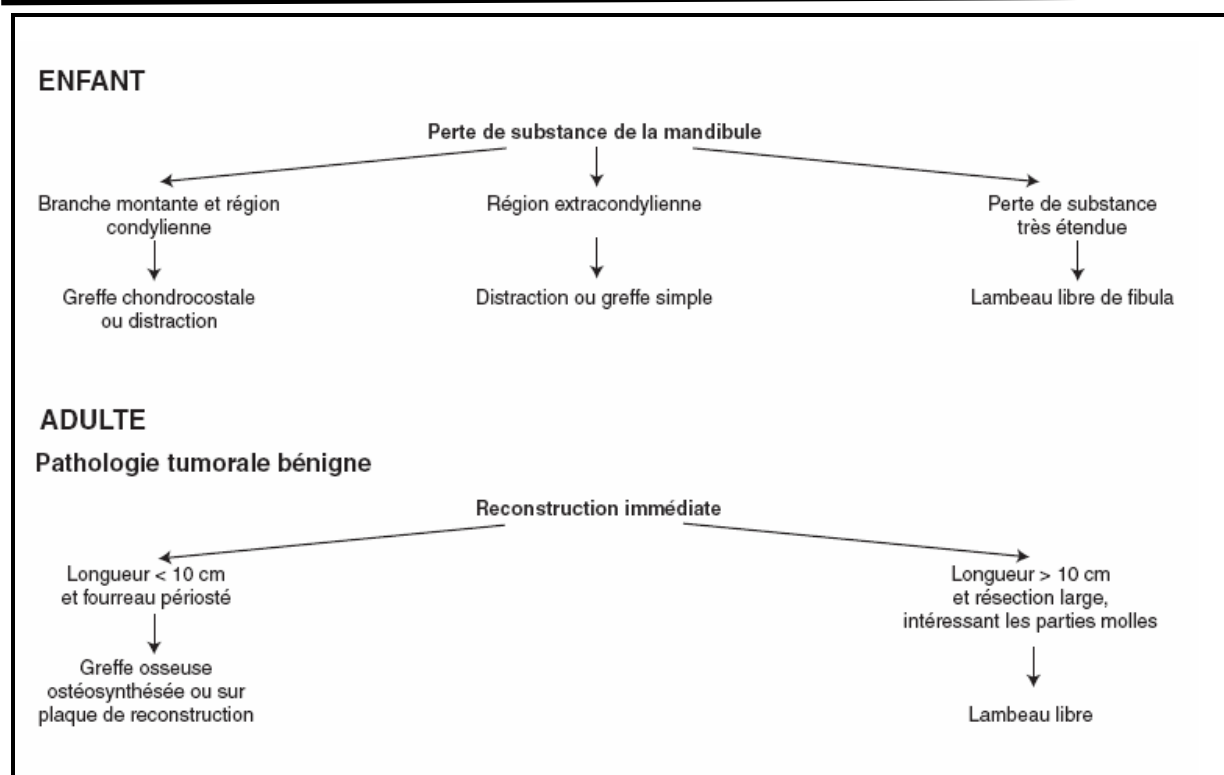 ENFANT
Perte de substance de la mandibule
Branche montante et région
condylienne
Greffe chondrocostale
ou distraction
Région extracondylienne
Distraction ou greffe simple
Perte de substance
très étendue
Lambeau libre de fibula
ADULTE
Pathologie tumorale bénigne
Reconstruction immédiate
Longueur < 10 cm
et fourreau périosté
Greffe osseuse
ostéosynthésée ou sur
plaque de reconstruction
Longueur > 10 cm
et résection large,
intéressant les parties molles
Lambeau libre